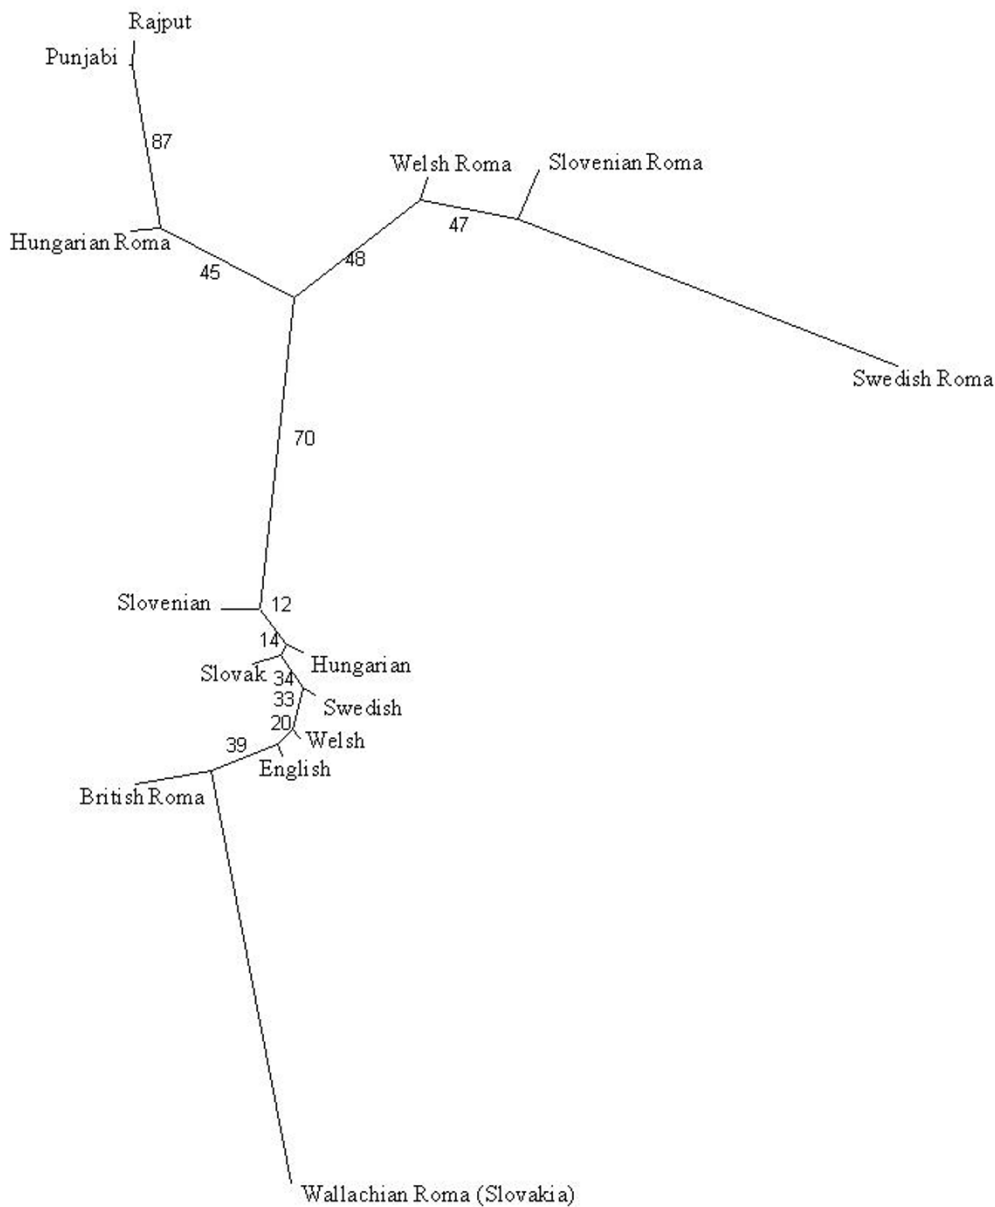 Rajput
Punjabi
87
Welsh Roma
Slovenian Roma
47
Hungarian Roma
45
48
Swedish Roma
70
Slovenian
12
14
Hungarian
Slovak
34
33
Swedish
20
Welsh
39
English
British Roma
Wallachian Roma (Slovakia)